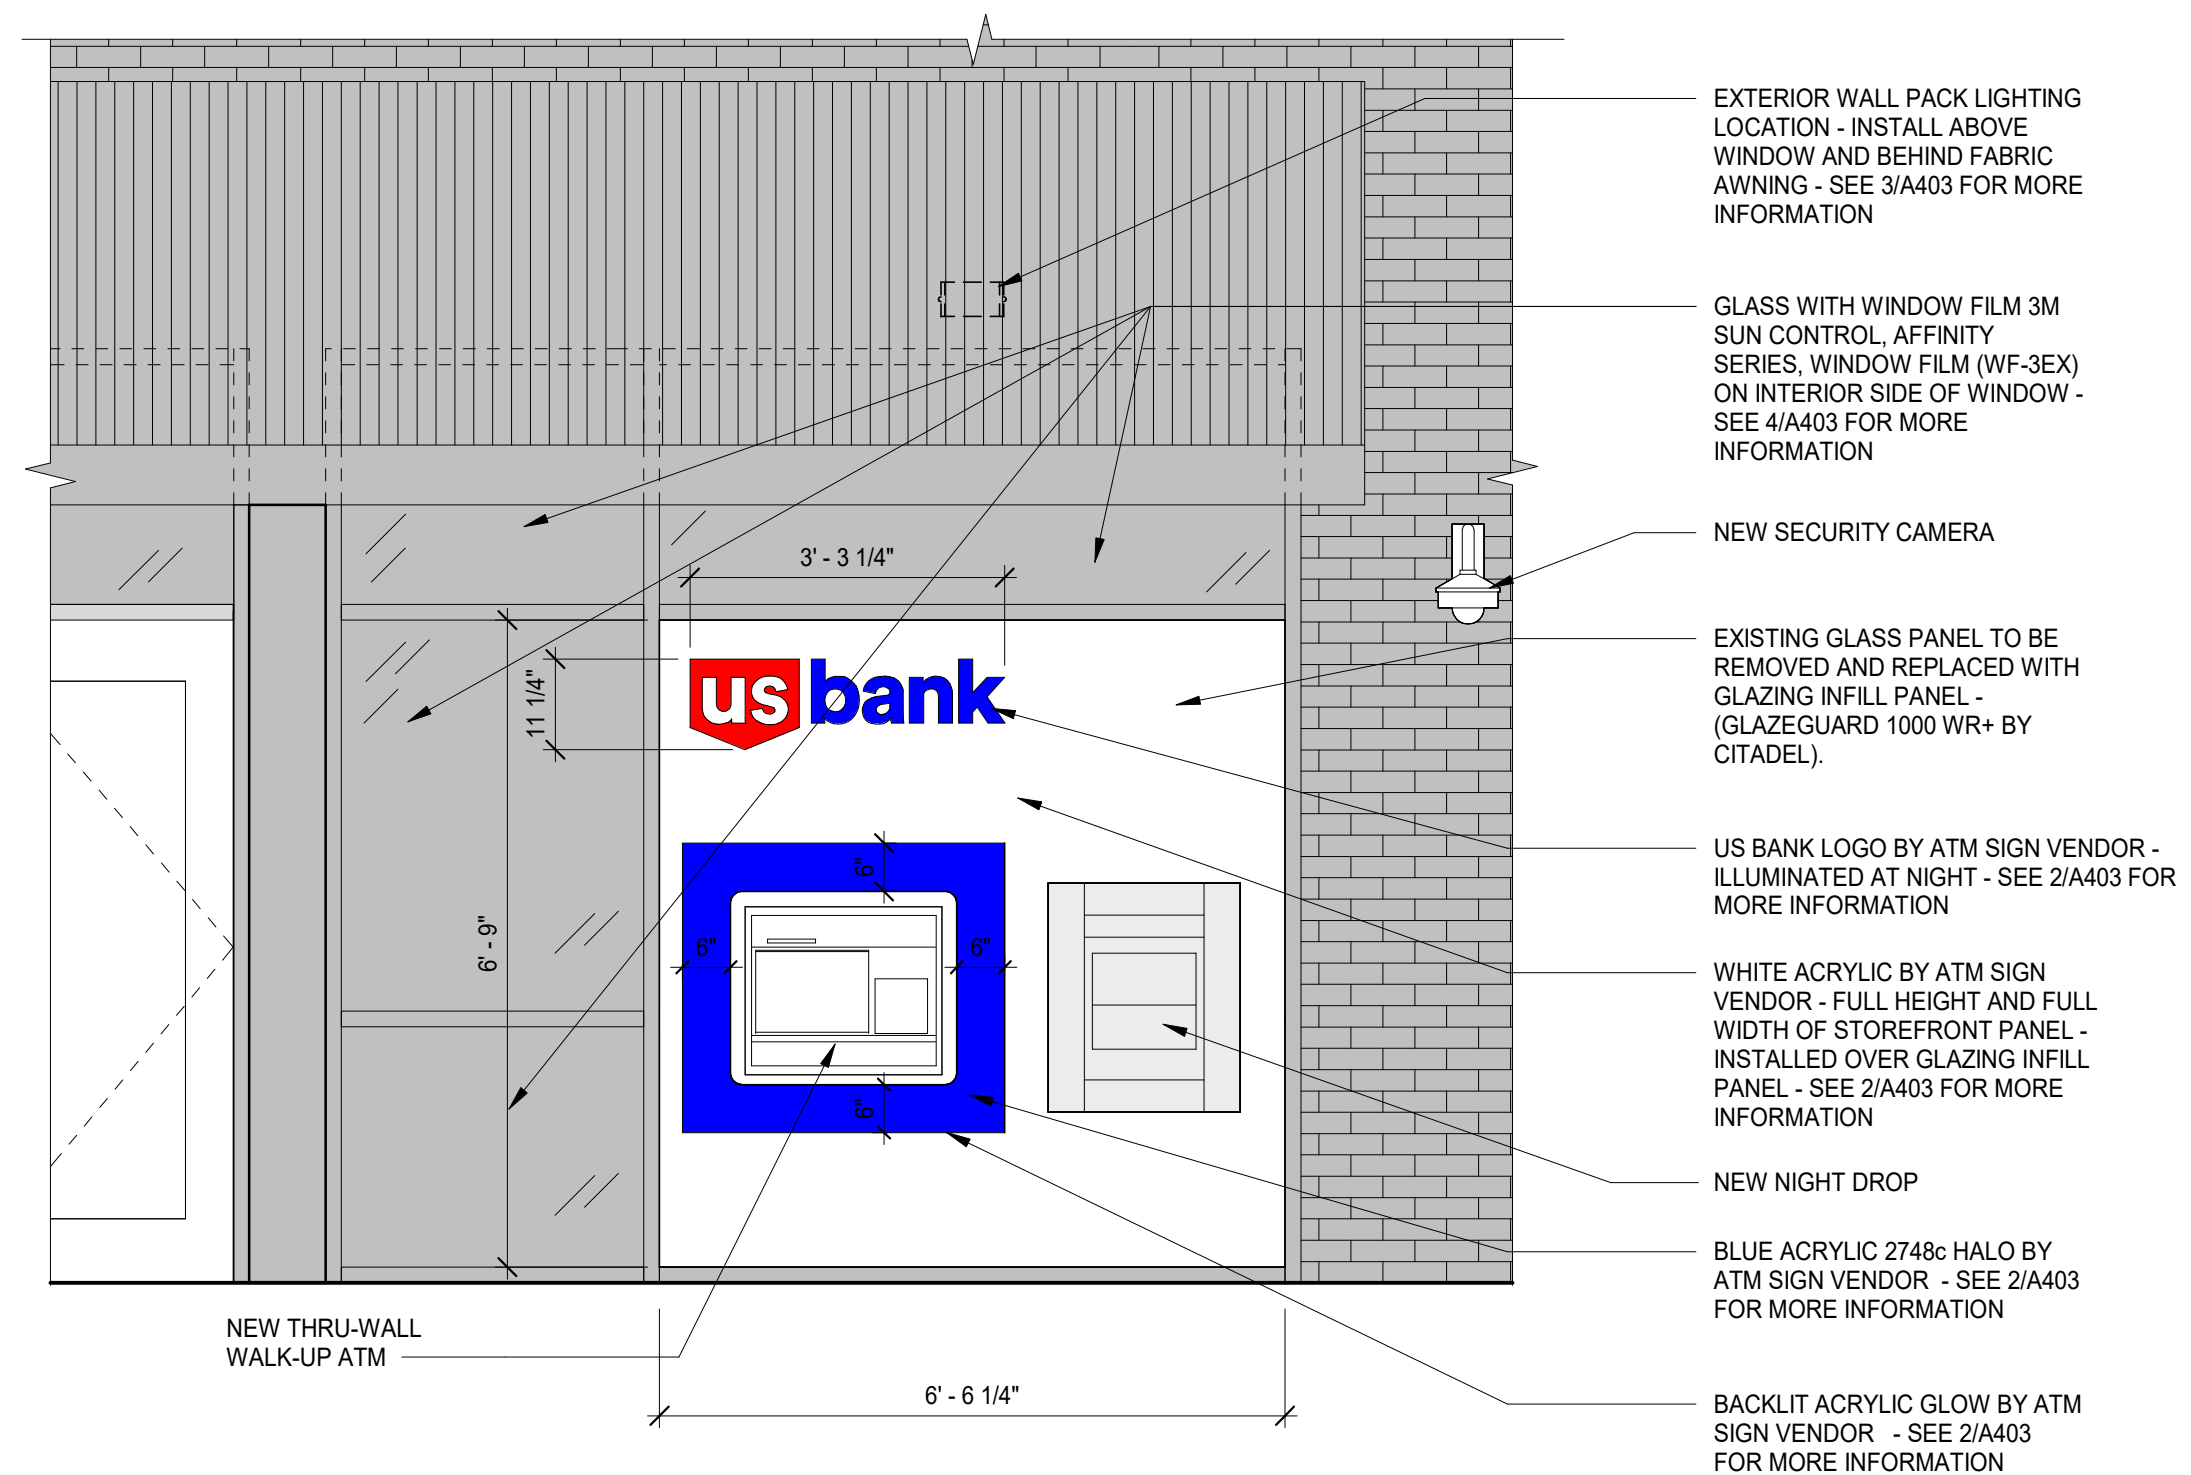 EXTERIOR WALL PACK LIGHTING
LOCATION - INSTALL ABOVE
WINDOW AND BEHIND FABRIC
AWNING - SEE 3/A403 FOR MORE
INFORMATION
GLASS WITH WINDOW FILM 3M
SUN CONTROL, AFFINITY
SERIES, WINDOW FILM (WF-3EX)
ON INTERIOR SIDE OF WINDOW -
SEE 4/A403 FOR MORE
INFORMATION
NEW SECURITY CAMERA
3' - 3 1/4"
11 1/4"
us bank
EXISTING GLASS PANEL TO BE
REMOVED AND REPLACED WITH
GLAZING INFILL PANEL -
(GLAZEGUARD 1000 WR+ BY
CITADEL).
US BANK LOGO BY ATM SIGN VENDOR -
ILLUMINATED AT NIGHT - SEE 2/A403 FOR
MORE INFORMATION
6' - 9"
6"
6"
6"
6"
WHITE ACRYLIC BY ATM SIGN
VENDOR - FULL HEIGHT AND FULL
WIDTH OF STOREFRONT PANEL -
INSTALLED OVER GLAZING INFILL
PANEL - SEE 2/A403 FOR MORE
INFORMATION
NEW NIGHT DROP
BLUE ACRYLIC 2748c HALO BY
ATM SIGN VENDOR - SEE 2/A403
FOR MORE INFORMATION
NEW THRU-WALL
WALK-UP ATM
6' - 6 1/4"
BACKLIT ACRYLIC GLOW BY ATM
SIGN VENDOR - SEE 2/A403
FOR MORE INFORMATION